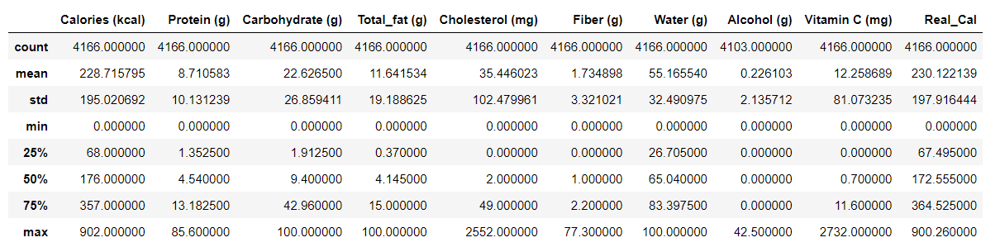 Calories (kcal) Protein (g) Carbohydrate (g) Total_fat (g) Cholesterol (mg) Fiber (g) Water (g) Alcohol (g) Vitamin C (mg) Real_Cal
count 4166.000000 4166.000000 4166.000000 4166.000000 4166.000000 4166.000000 4166.000000 4103.000000 4166.000000 4166.000000
mean 228.715795 8.710583 22.626500 11.641534 35.446023 1.734898 55.165540 0.226103 12.258689 230.122139
std 195.020692 10.131239 26.859411 19.188625 102.479961 3.321021 32.490975 2.135712 81.073235 197.916444
min 0.000000 0.000000 0.000000 0.000000 0.000000 0.000000 0.000000 0.000000 0.000000 0.000000
25% 68.000000 1.352500 1.912500 0.370000 0.000000 0.000000 26.705000 0.000000 0.000000 67.495000
50% 176.000000 4.540000 9.400000 4.145000 2.000000 1.000000 65.040000 0.000000 0.700000 172.555000
75% 357.000000 13.182500 42.960000 15.000000 49.000000 2.200000 83.397500 0.000000 11.600000 364.525000
max 902.000000 85.600000 100.000000 100.000000 2552.000000 77.300000 100.000000 42.500000 2732.000000 900.260000